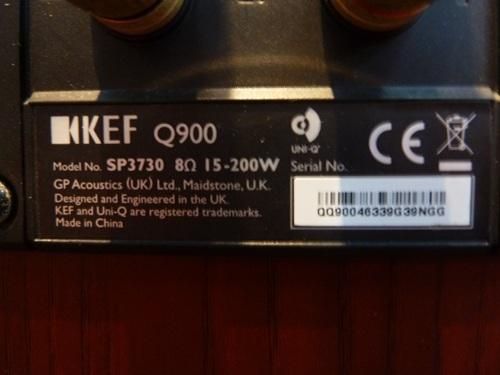 KEF Q900
UNI-Q
Model No. SP3730 8Ω 15-200W
Serial No.
GP Acoustics (UK) Ltd., Maidstone, U.K.
Designed and Engineered in the UK.
KEF and Uni-Q are registered trademarks.
Made in China
QQ90046339G39NGG